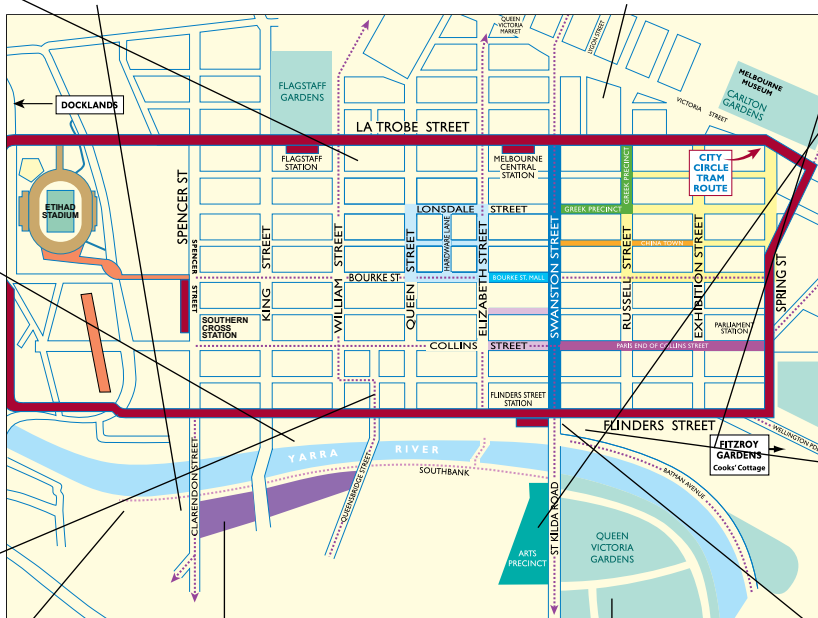 QUEEN
VICTORIA
MARKET
LYGON STREET
MELBOURNE
MUSEUM
CARLTON
GARDENS
FLAGSTAFF
GARDENS
DOCKLANDS
VICTORIA STREET
LA TROBE STREET
FLAGSTAFF
STATION
MELBOURNE
CENTRAL
STATION
CITY
CIRCLE
TRAM
ROUTE
GREEK PRECINCT
ETIHAD
STADIUM
SPENCER ST
LONSDALE STREET
GREEK PRECINCT
HARDWARE LANE
CHINA TOWN
SPENCER STREET
KING STREET
WILLIAM STREET
QUEEN STREET
ELIZABETH STREET
SWANSTON STREET
RUSSELL STREET
EXHIBITION STREET
SPRING ST
BOURKE ST
BOURKE ST. MALL
SOUTHERN
CROSS
STATION
PARLIAMENT
STATION
COLLINS STREET
PARIS END OF COLLINS STREET
FLINDERS STREET
STATION
FLINDERS STREET
WELLINGTON
FITZROY
GARDENS
Cooks' Cottage
YARRA RIVER
SOUTHBANK
CLARENDON STREET
QUEENSBRIDGE STREET
ST KILDA ROAD
BATMAN AVENUE
ARTS
PRECINCT
QUEEN
VICTORIA
GARDENS